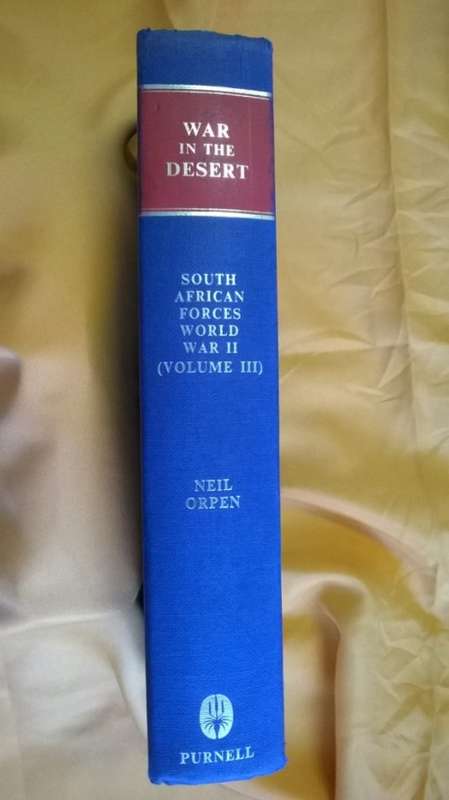 WAR
IN THE
DESERT
SOUTH
AFRICAN
FORCES
WORLD
WAR II
(VOLUME III)
NEIL
ORPEN
PURNELL